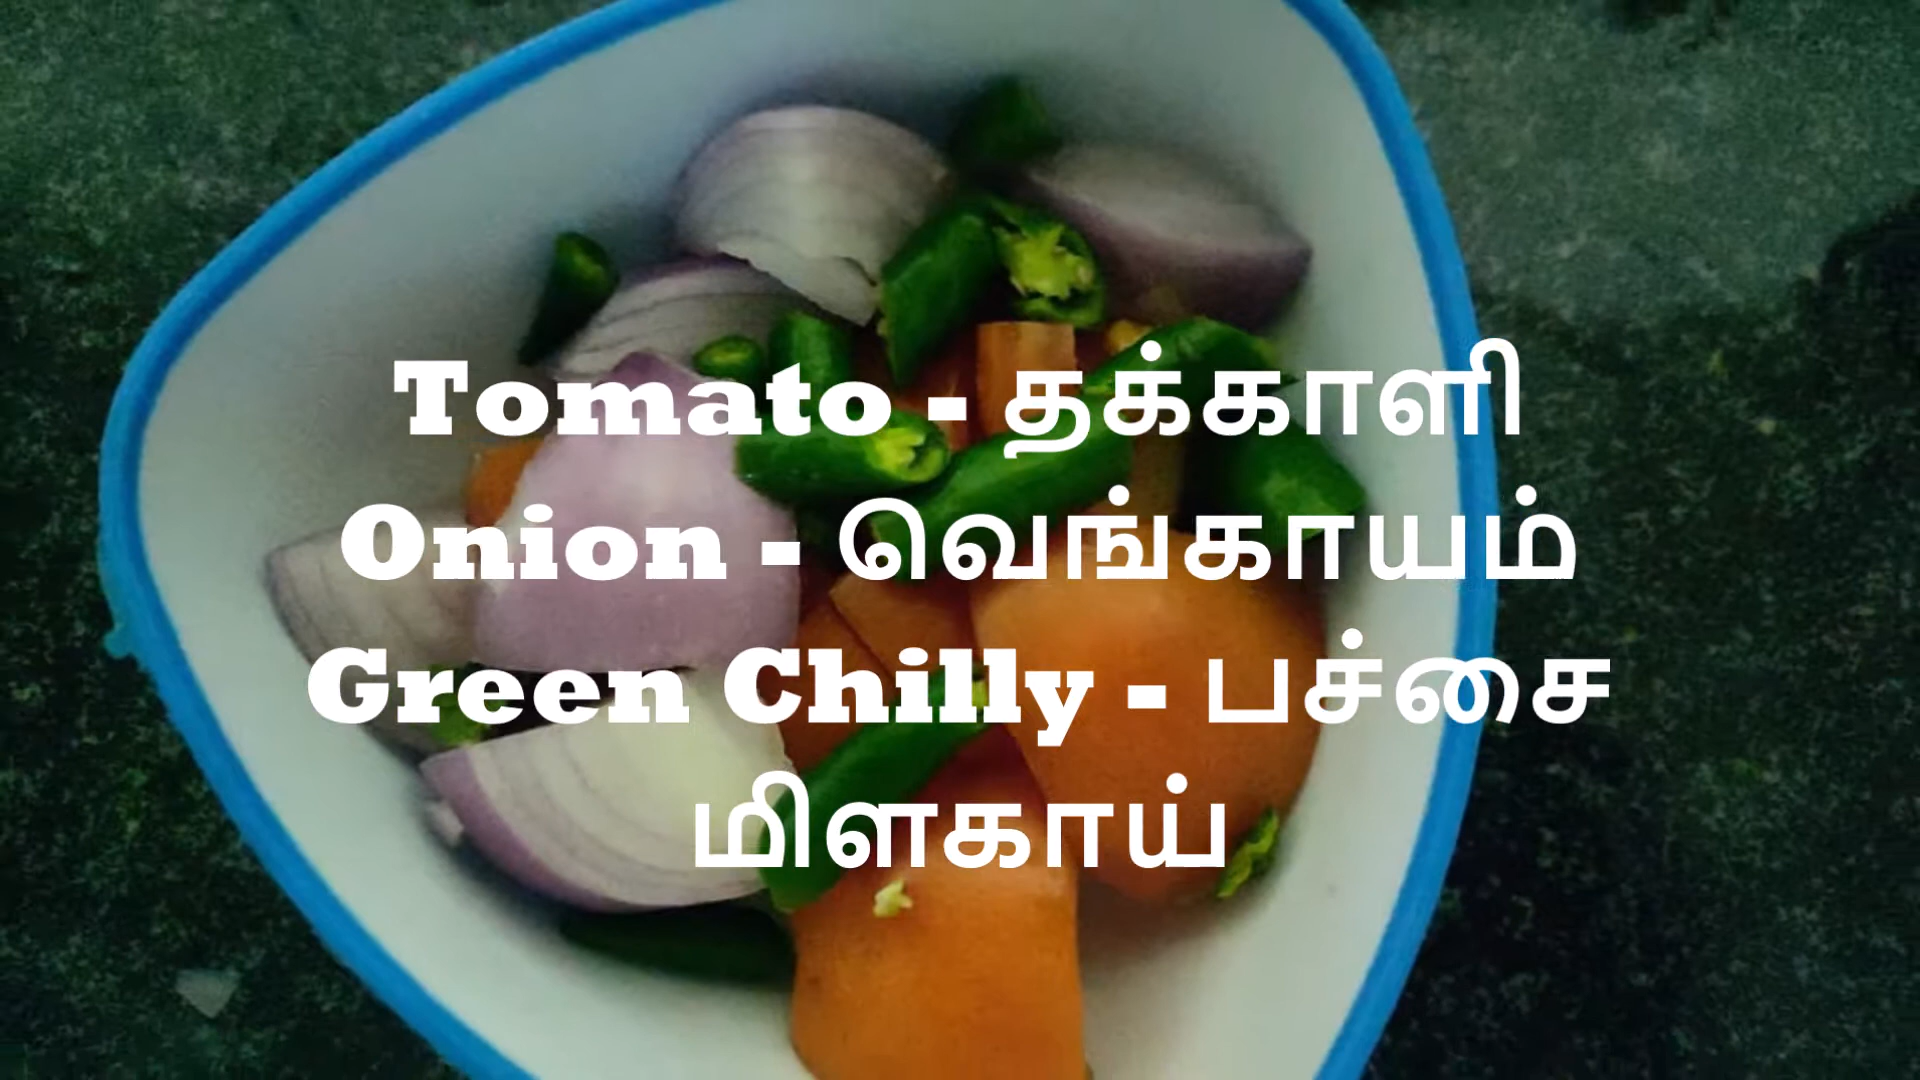 Tomato - தக்காளி
Onion - வெங்காயம்
Green Chilly - பச்சை
மிளகாய்